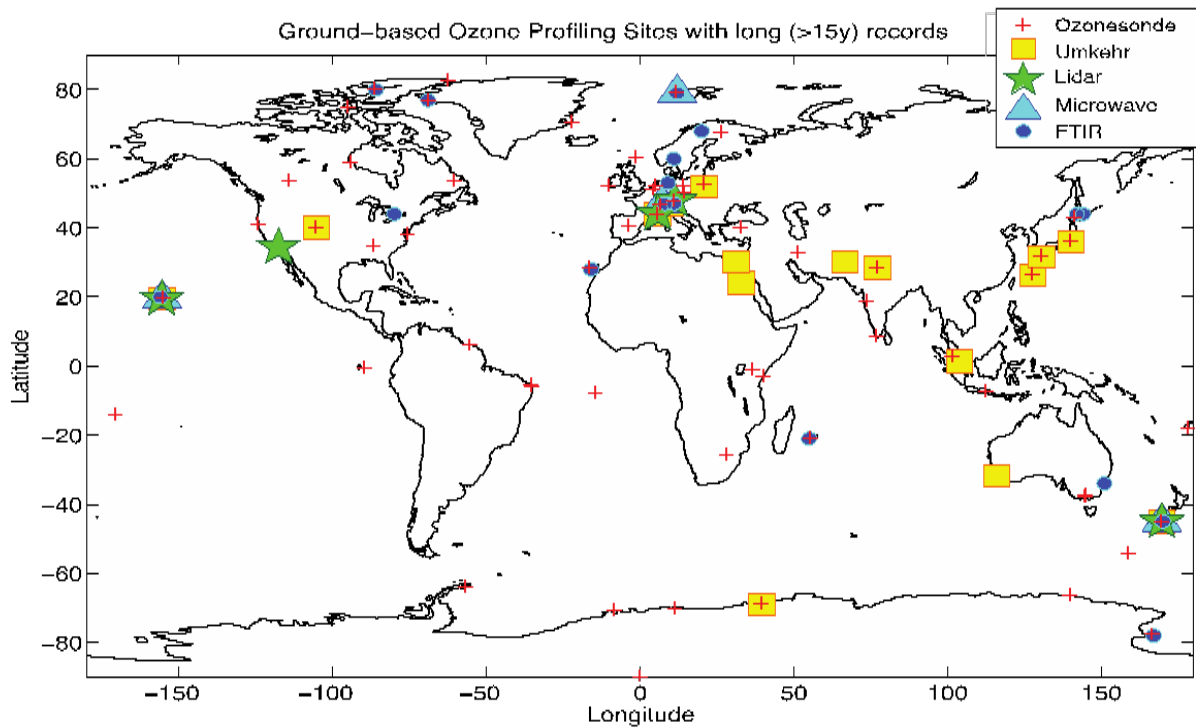 Ground-based Ozone Profiling Sites with long (>15y) records
Ozonesonde
Umkehr
Lidar
Microwave
FTIR
Latitude
80
60
40
20
0
−20
−40
−60
−80
−150
−100
−50
0
50
100
150
Longitude